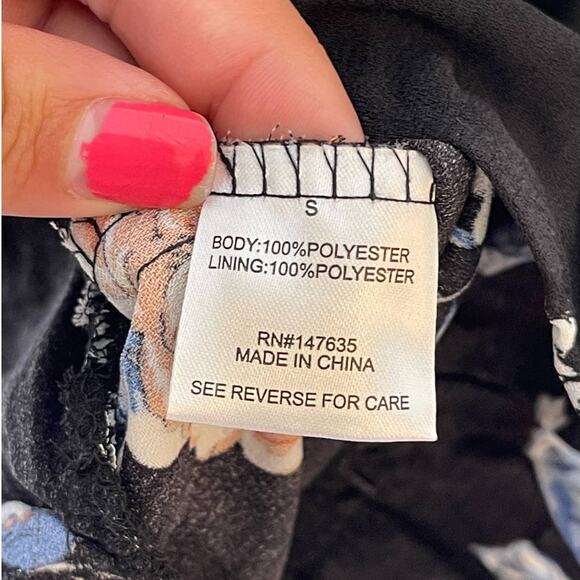 S
BODY:100%POLYESTER
LINING:100%POLYESTER
RN#147635
MADE IN CHINA
SEE REVERSE FOR CARE